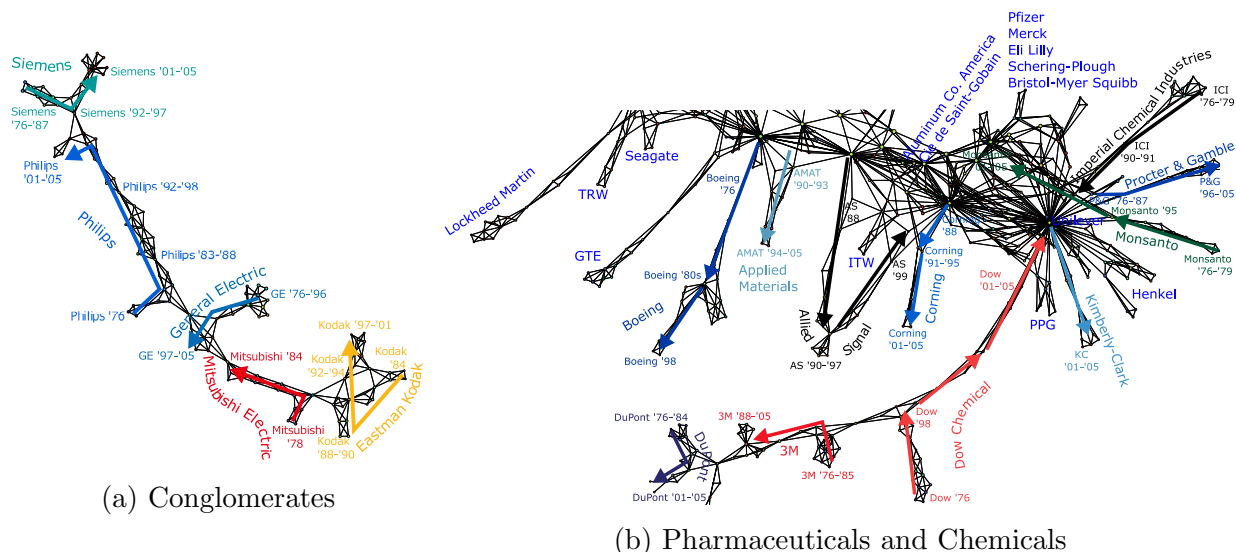 Siemens
Siemens '01–'05
Siemens
'76–'87
Siemens '92–'97
Philips
'01–'05
Philips '92–'98
Philips
Philips '83–'88
Philips '76
General Electric
GE '76–'96
GE '97–'05
Mitsubishi '84
Mitsubishi Electric
Mitsubishi
'78
Kodak '97–'01
Kodak
'92–'94
Kodak
'84
Kodak
'88–'90
Eastman Kodak
(a) Conglomerates
Pfizer
Merck
Eli Lilly
Schering-Plough
Bristol-Myer Squibb
Aluminum Co. America
Cie de Saint-Gobain
Imperial Chemical Industries
ICI
'76–'79
ICI
'90–'91
Procter & Gamble
P&G
'96–'05
P&G '76–'87
Monsanto '95
Monsanto
Monsanto
'76–'79
Unilever
Henkel
PPG
Kimberly-Clark
KC
'01–'05
Lockheed Martin
TRW
Seagate
GTE
Boeing
'76
Boeing '80s
Boeing
Boeing '98
AMAT
'90–'93
AMAT '94–'05
Applied
Materials
AS
'88
AS
'99
Allied
Signal
AS '90–'97
ITW
'88
Corning
'91–'95
Corning
Corning
'01–'05
Dow
'01–'05
Dow Chemical
Dow
'98
Dow '76
DuPont '76–'84
DuPont
DuPont '01–'05
3M '88–'05
3M
3M '76–'85
(b) Pharmaceuticals and Chemicals